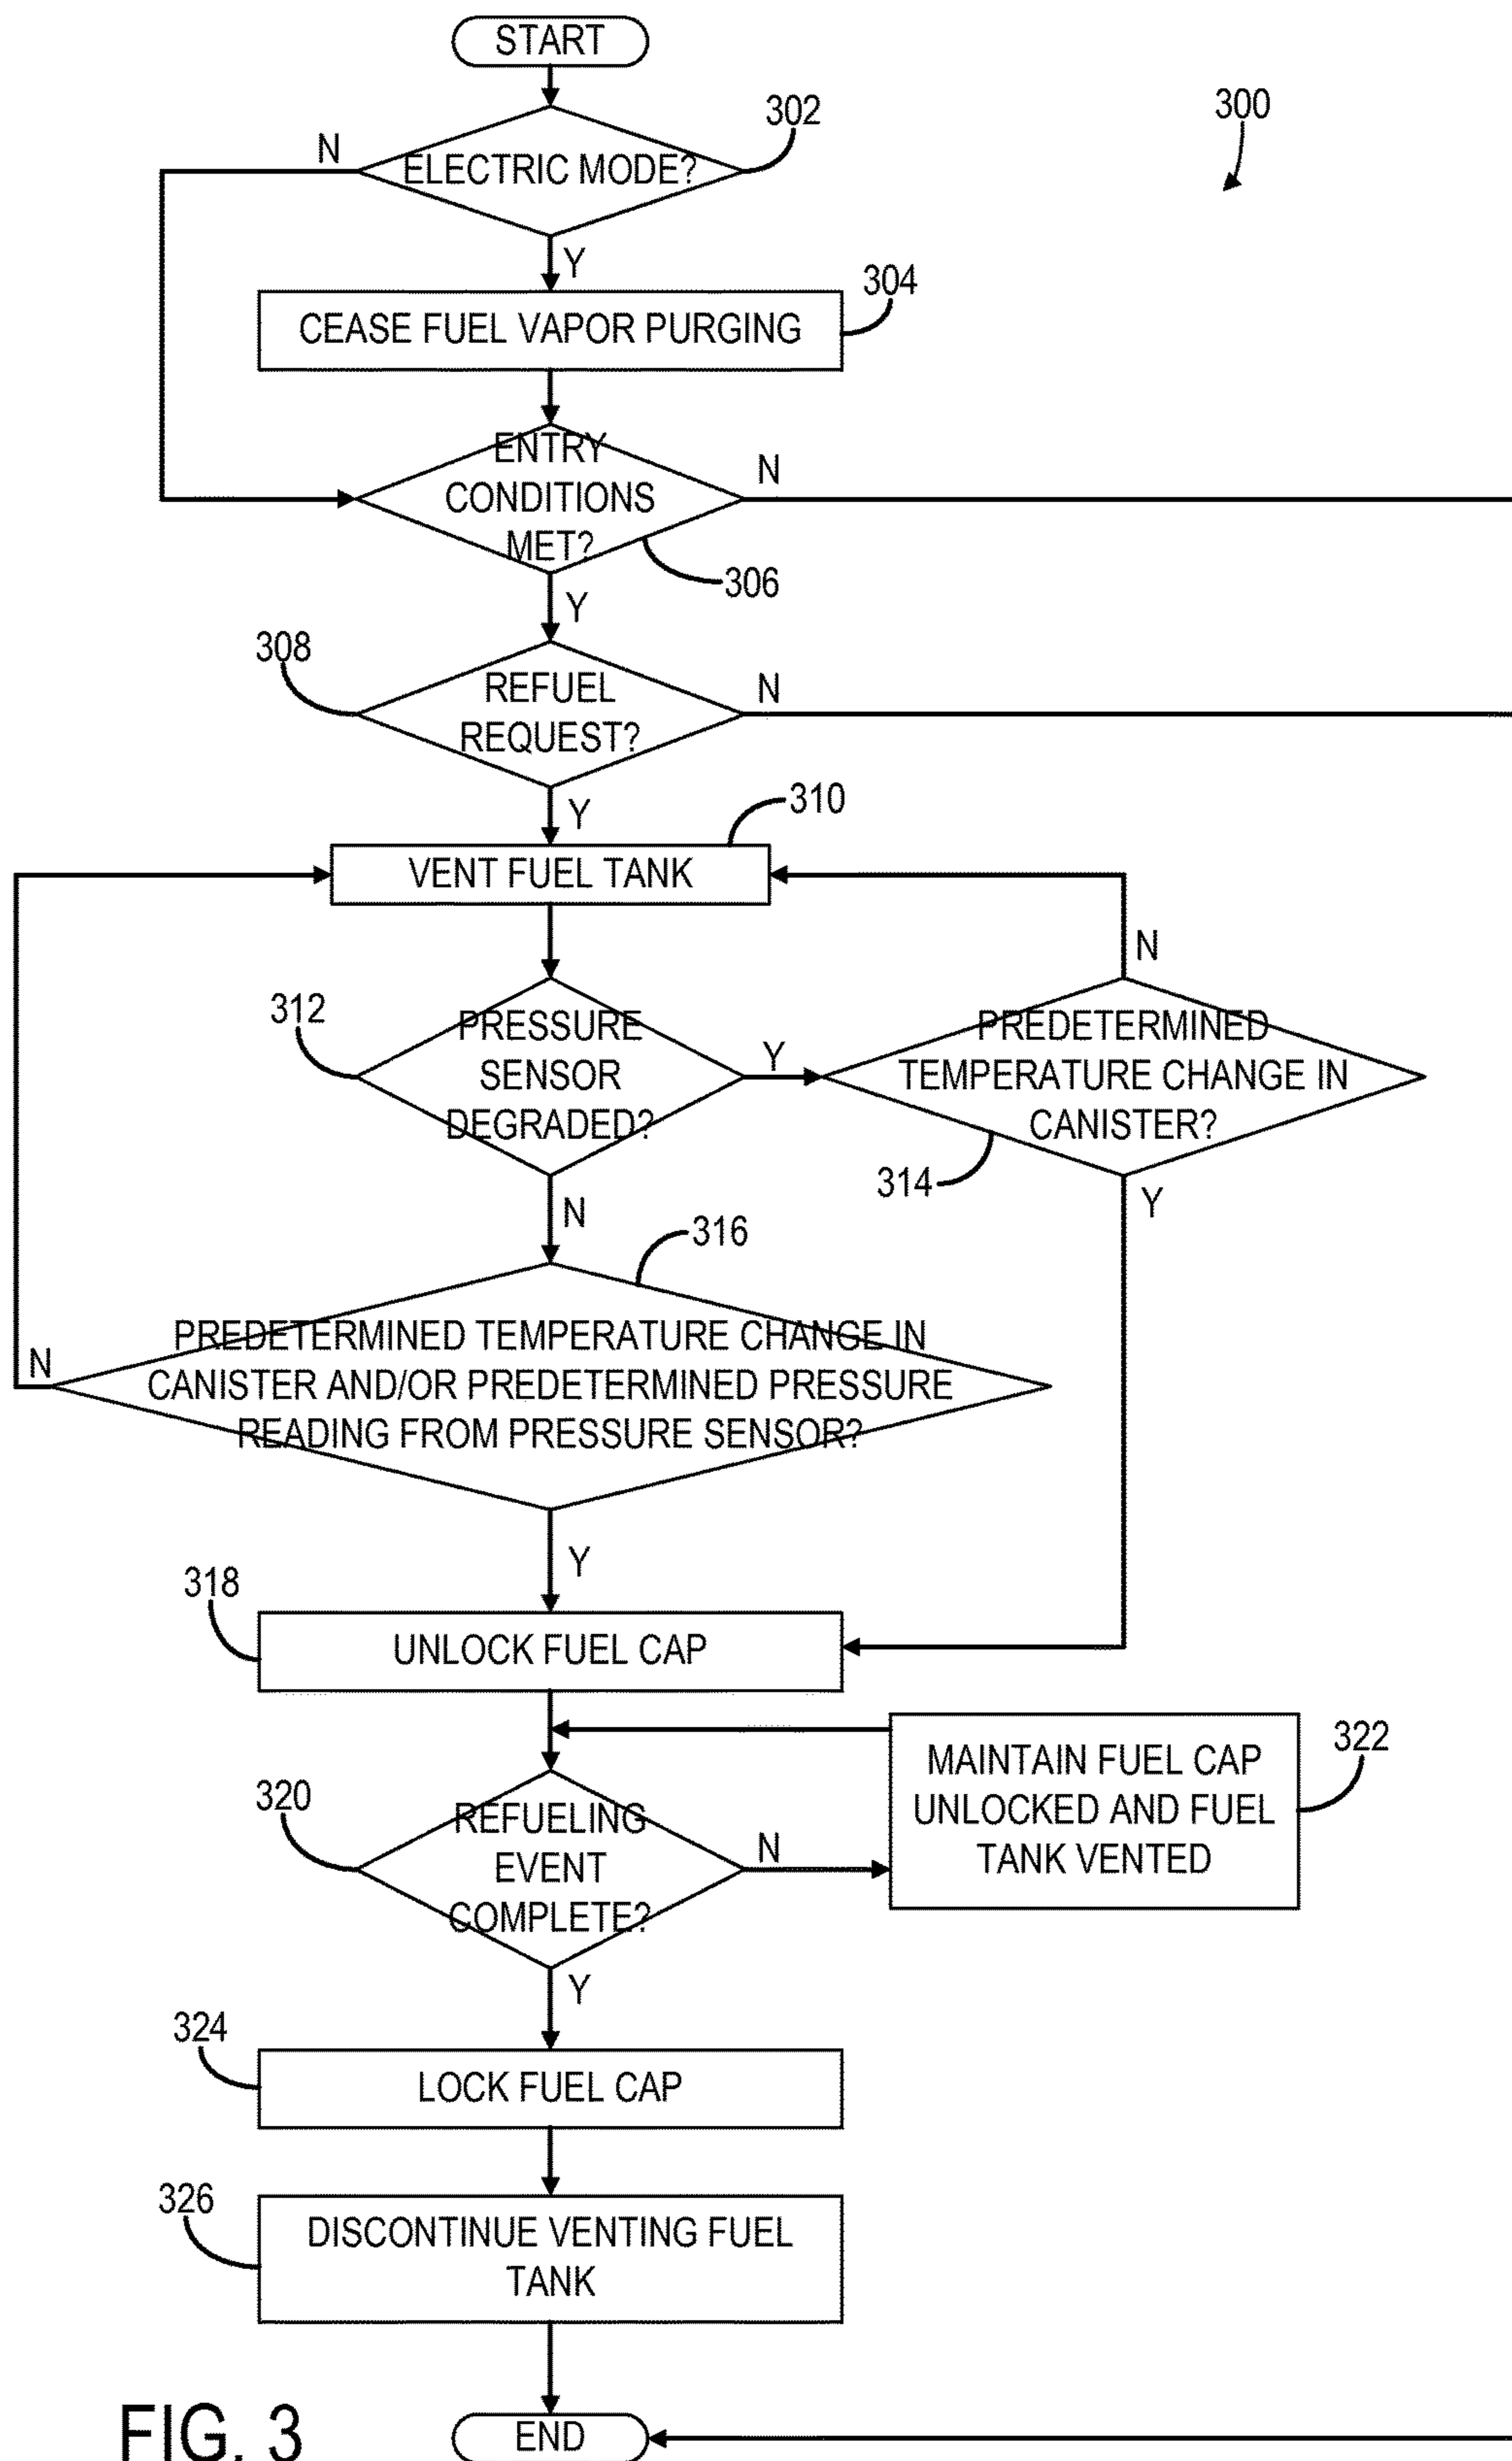 START
302
300
N
ELECTRIC MODE?
Y
304
CEASE FUEL VAPOR PURGING
ENTRY
CONDITIONS
MET?
N
306
Y
308
REFUEL
REQUEST?
N
Y
310
VENT FUEL TANK
N
312
PRESSURE
SENSOR
DEGRADED?
Y
PREDETERMINED
TEMPERATURE CHANGE IN
CANISTER?
314
Y
N
316
PREDETERMINED TEMPERATURE CHANGE IN
CANISTER AND/OR PREDETERMINED PRESSURE
READING FROM PRESSURE SENSOR?
N
Y
318
UNLOCK FUEL CAP
MAINTAIN FUEL CAP
UNLOCKED AND FUEL
TANK VENTED
322
320
REFUELING
EVENT
COMPLETE?
N
Y
324
LOCK FUEL CAP
326
DISCONTINUE VENTING FUEL
TANK
FIG. 3
END